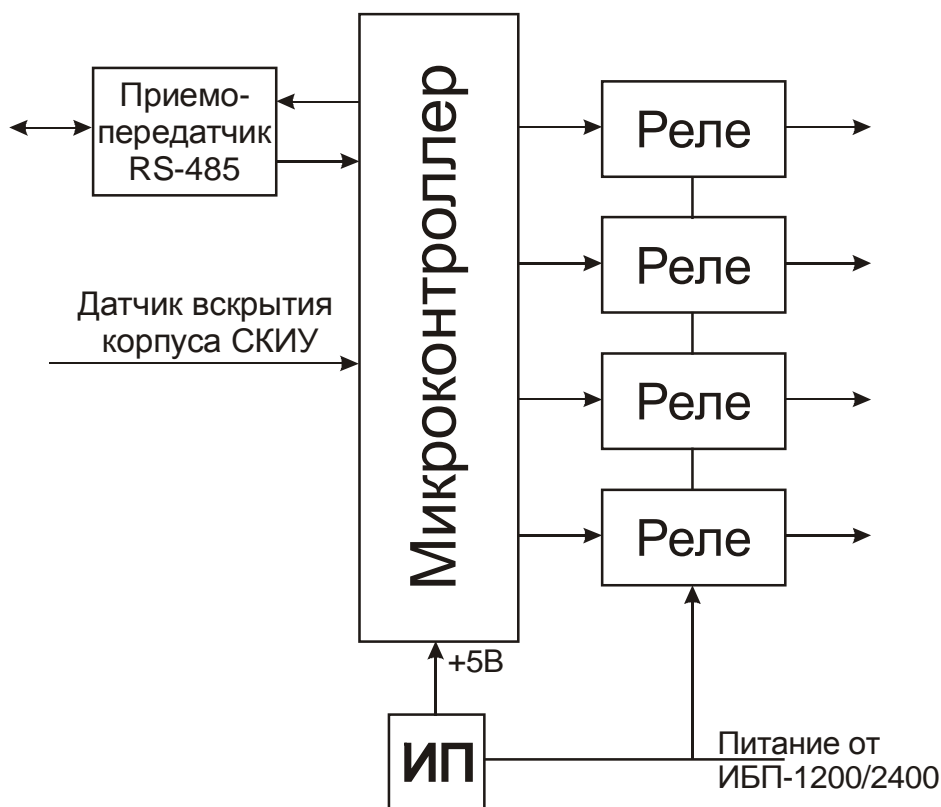 Приемо-
передатчик
RS-485
Датчик вскрытия
корпуса СКИУ
Микроконтроллер
Реле
Реле
Реле
Реле
+5В
ИП
Питание от
ИБП-1200/2400